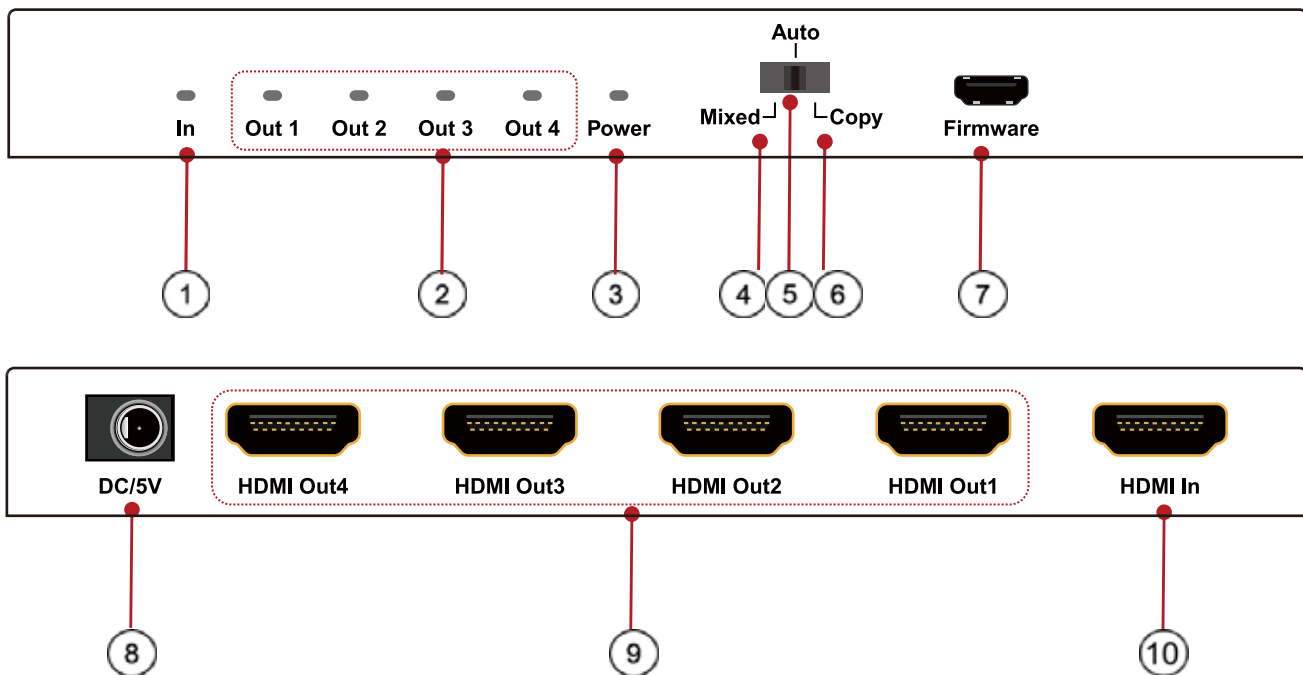 Auto
Mixed Copy
In Out 1 Out 2 Out 3 Out 4 Power Firmware
1 2 3 4 5 6 7
DC/5V HDMI Out4 HDMI Out3 HDMI Out2 HDMI Out1 HDMI In
8 9 10